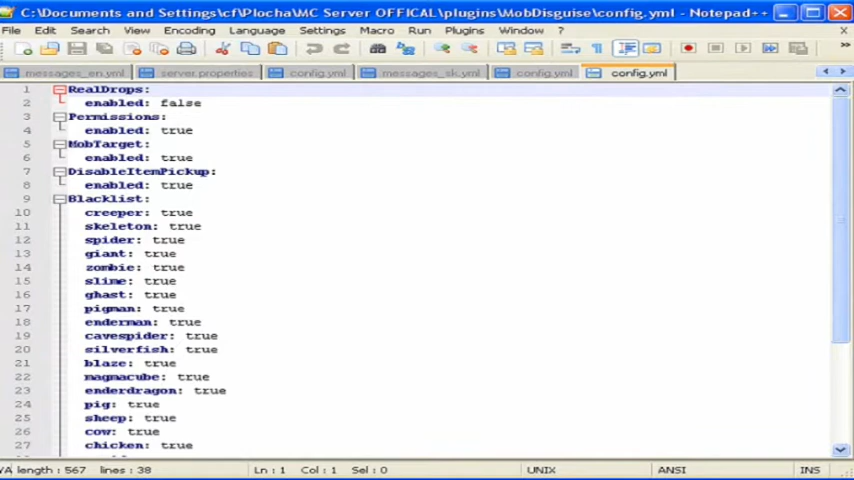 C:\Documents and Settings\cf\Plocha\MC Server OFFICAL\plugins\MobDisguise\config.yml - Notepad++
File Edit Search View Encoding Language Settings Macro Run Plugins Window ?
messages_en.yml server.properties config.yml messages_sk.yml config.yml config.yml
1 RealDrops:
2 enabled: false
3 Permissions:
4 enabled: true
5 MobTarget:
6 enabled: true
7 DisableItemPickup:
8 enabled: true
9 Blacklist:
10 creeper: true
11 skeleton: true
12 spider: true
13 giant: true
14 zombie: true
15 slime: true
16 ghast: true
17 pigman: true
18 enderman: true
19 cavespider: true
20 silverfish: true
21 blaze: true
22 magmacube: true
23 enderdragon: true
24 pig: true
25 sheep: true
26 cow: true
27 chicken: true
YA length : 567 lines : 38 Ln : 1 Col : 1 Sel : 0 UNIX ANSI INS